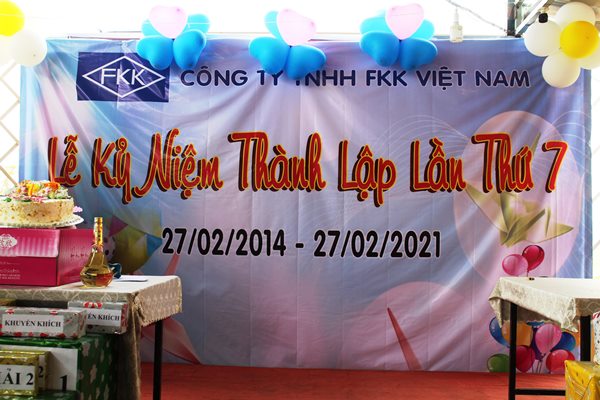 FKK
CÔNG TY TNHH FKK VIỆT NAM
Lễ Kỷ Niệm Thành Lập Lần Thứ 7
27/02/2014 - 27/02/2021
KHUYẾN KHÍCH
KHÍCH
ẢI 2
1